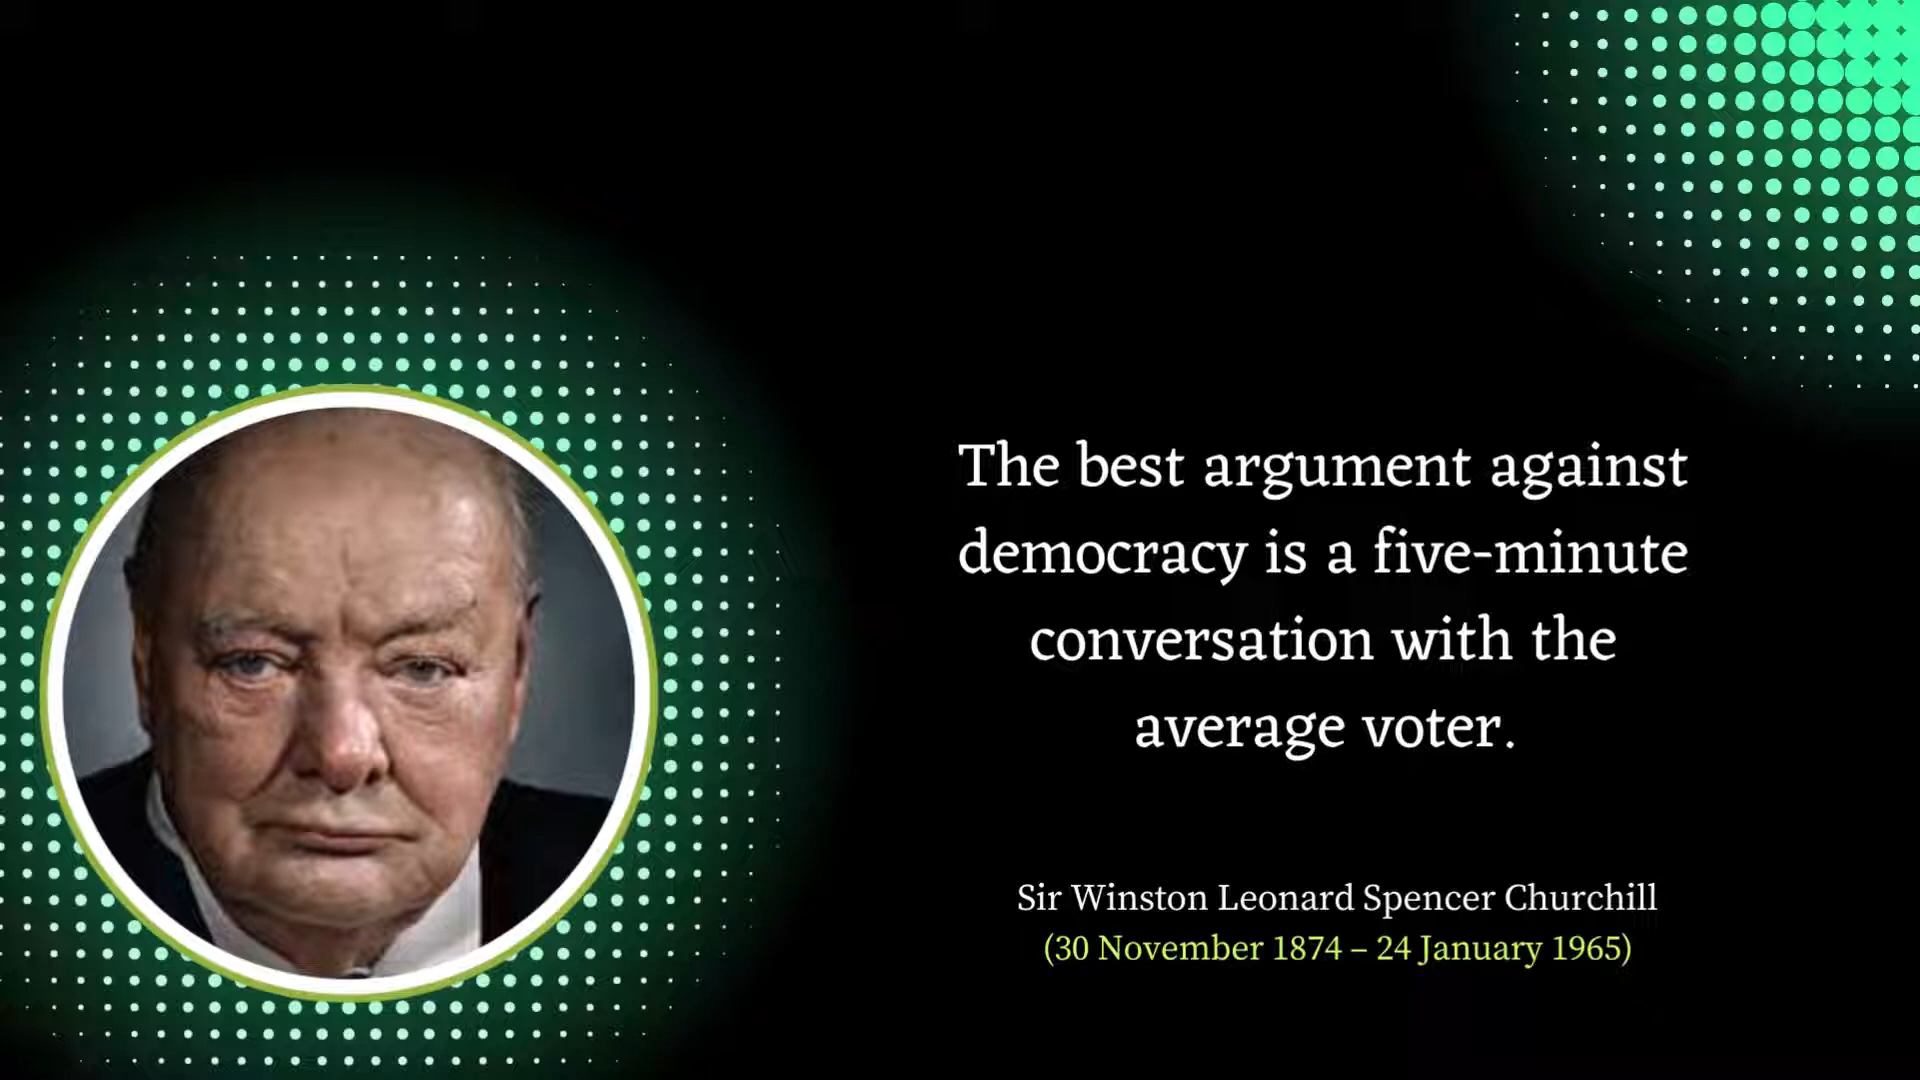 The best argument against
democracy is a five-minute
conversation with the
average voter.
Sir Winston Leonard Spencer Churchill
(30 November 1874 – 24 January 1965)